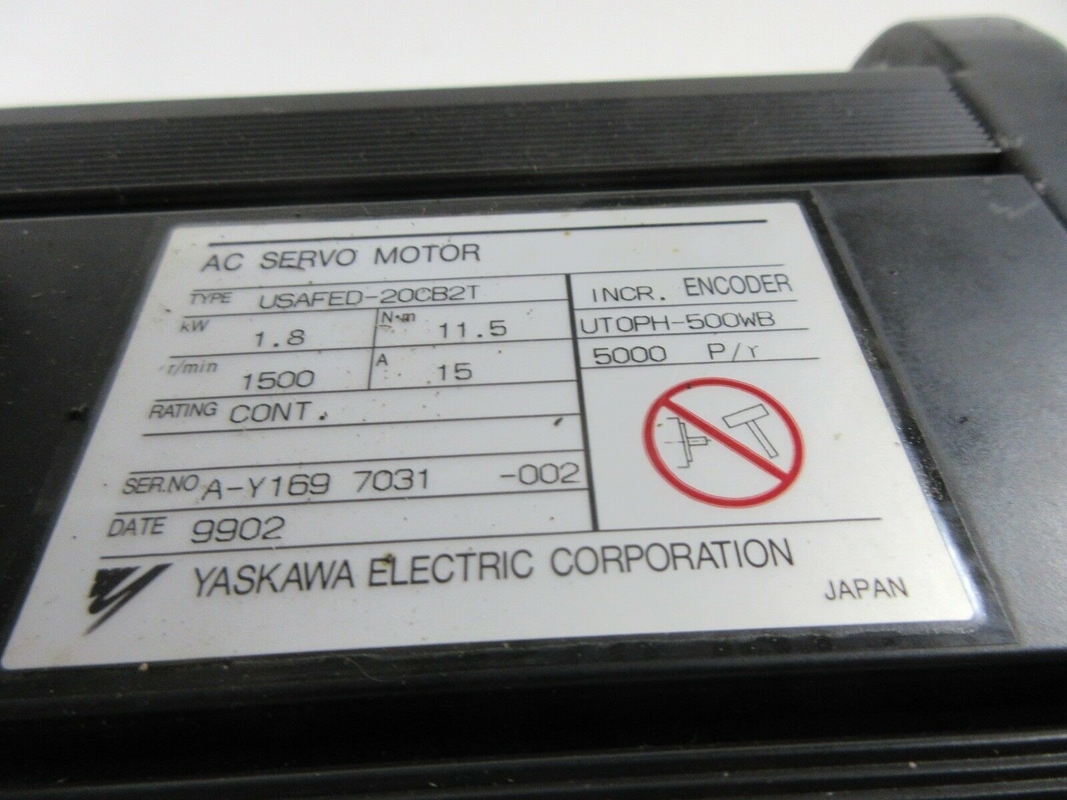 AC SERVO MOTOR
TYPE USAFED-20CB2T
kW 1.8 N·m 11.5
r/min 1500 A 15
RATING CONT.
SER.NO A-Y169 7031 -002
DATE 9902
INCR. ENCODER
UTOPH-500WB
5000 P/r
YASKAWA ELECTRIC CORPORATION
JAPAN